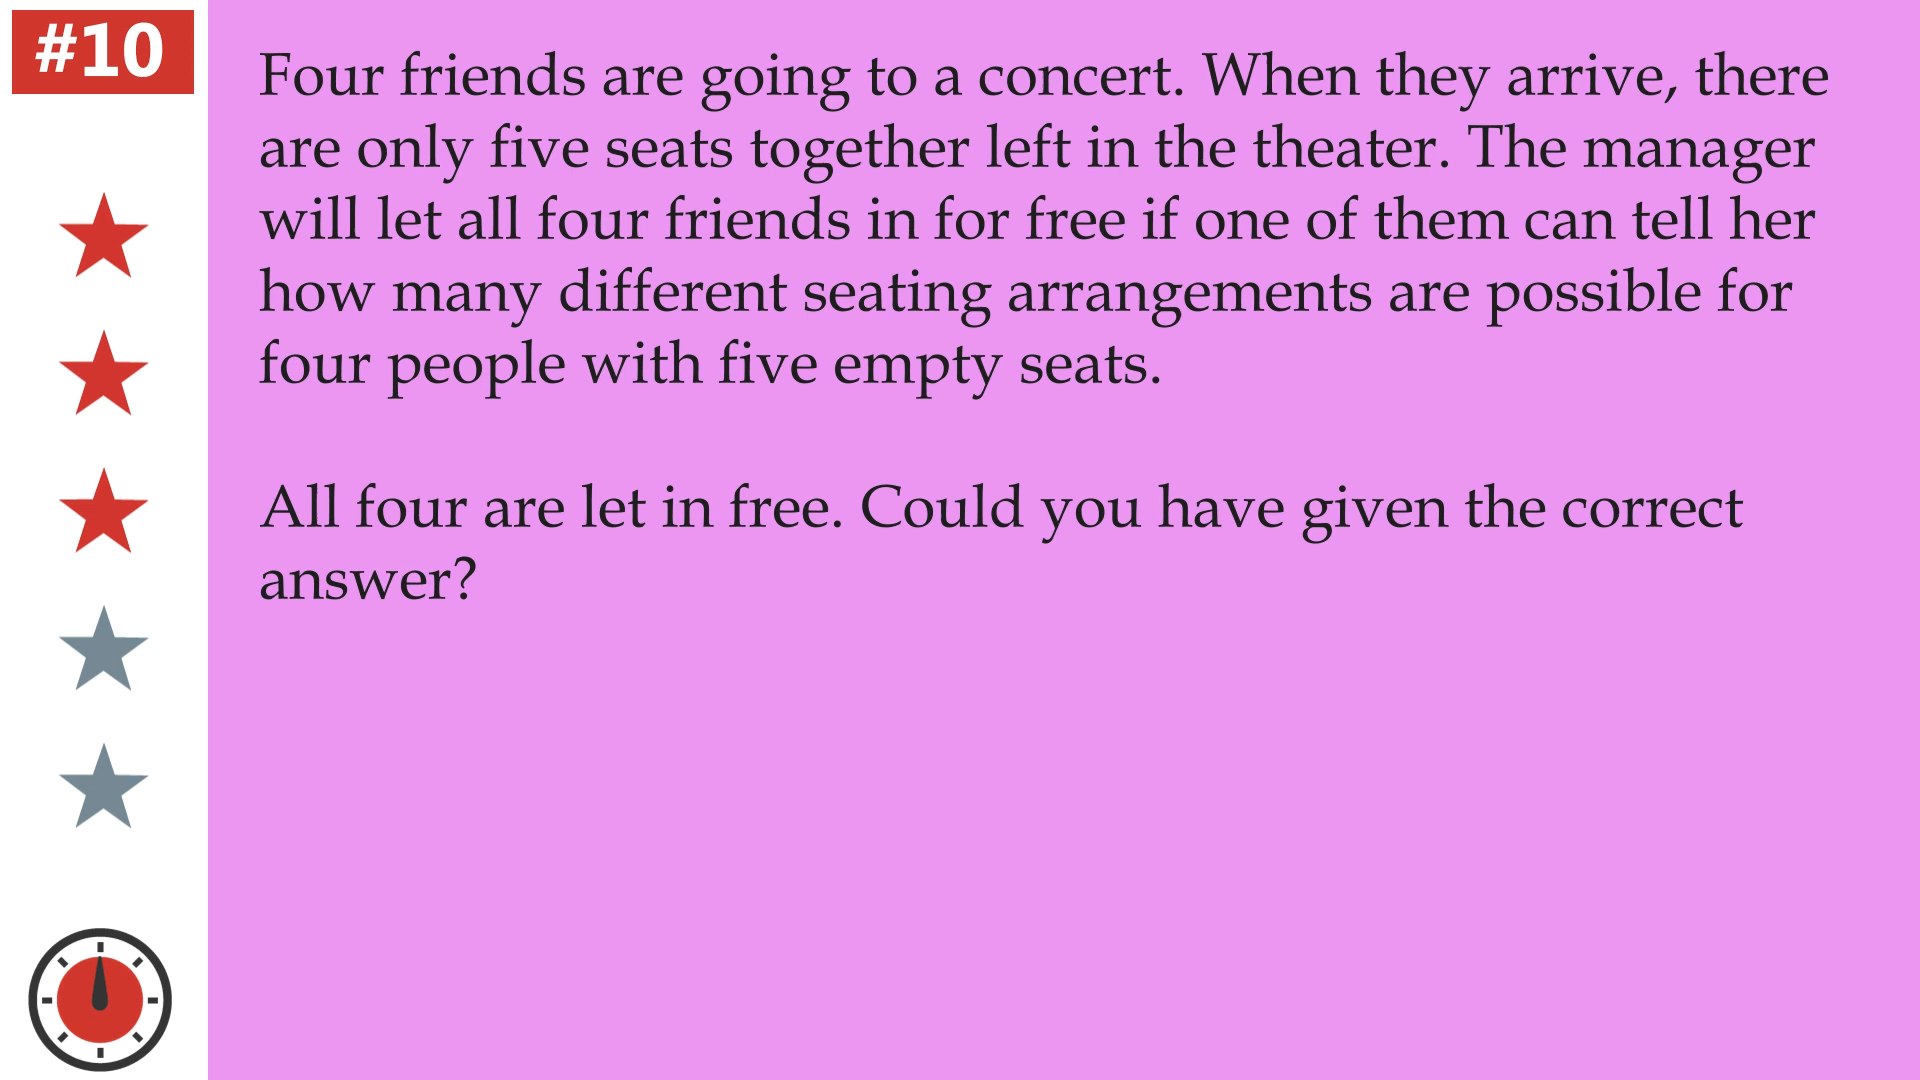 #10
Four friends are going to a concert. When they arrive, there
are only five seats together left in the theater. The manager
will let all four friends in for free if one of them can tell her
how many different seating arrangements are possible for
four people with five empty seats.
All four are let in free. Could you have given the correct
answer?